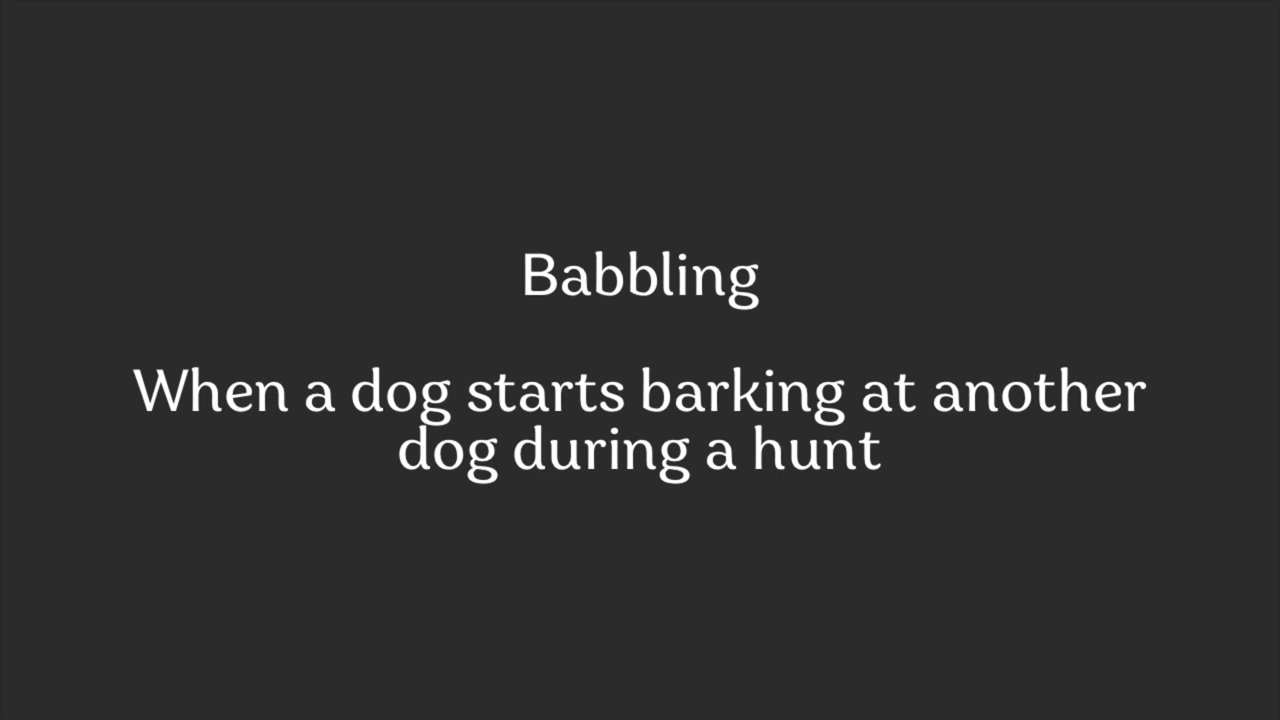 Babbling
When a dog starts barking at another
dog during a hunt